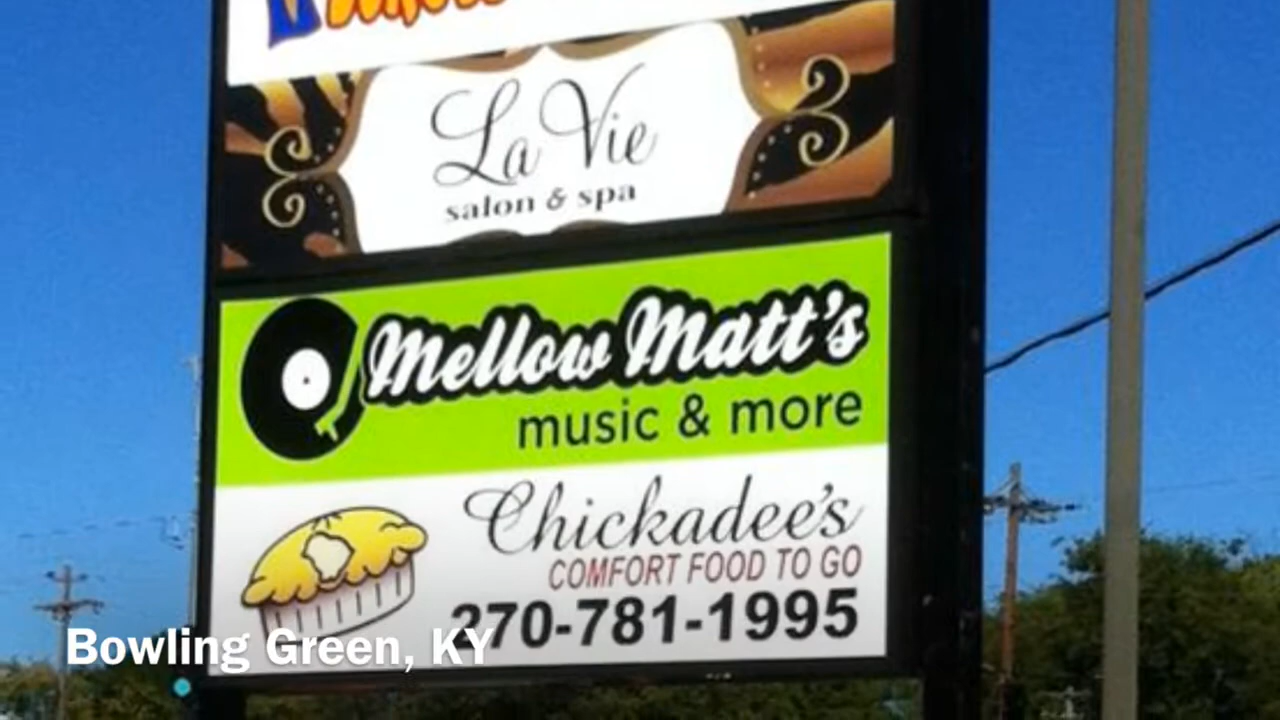 La Vie
salon & spa
Mellow Matt's
music & more
Chickadee's
COMFORT FOOD TO GO
270-781-1995
Bowling Green, KY